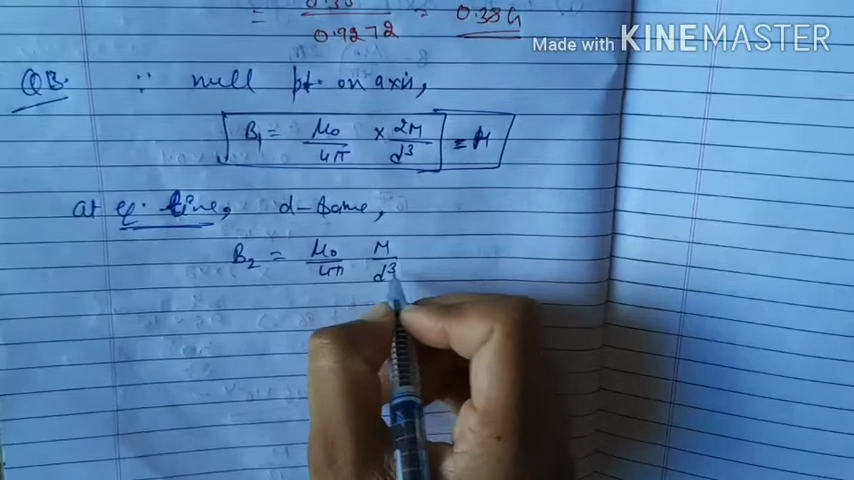 = 0.9272 = 0.38G
Made with KINEMASTER
Q8. ∵ null pt. on axis,
B₁ = μ₀/4π × 2M/d³ = H
at eq. line, d-same,
B₂ = μ₀/4π M/d³